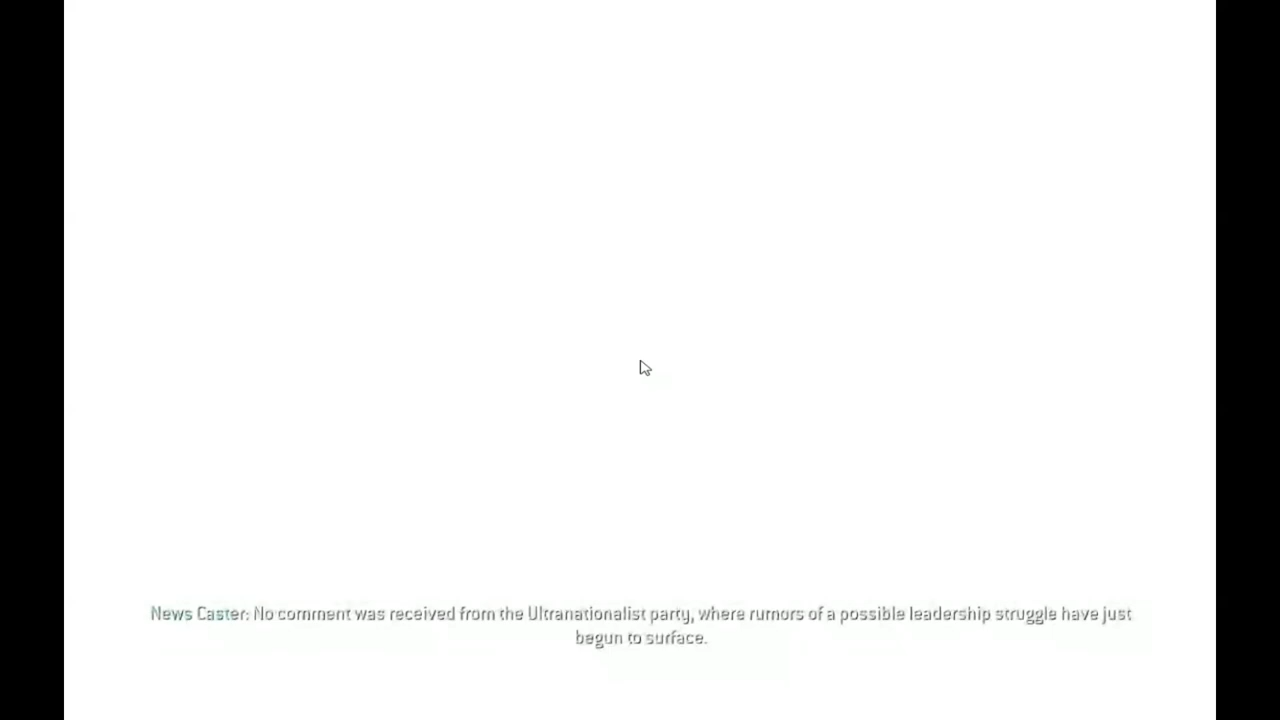 News Caster: No comment was received from the Ultranationalist party, where rumors of a possible leadership struggle have just
begun to surface.